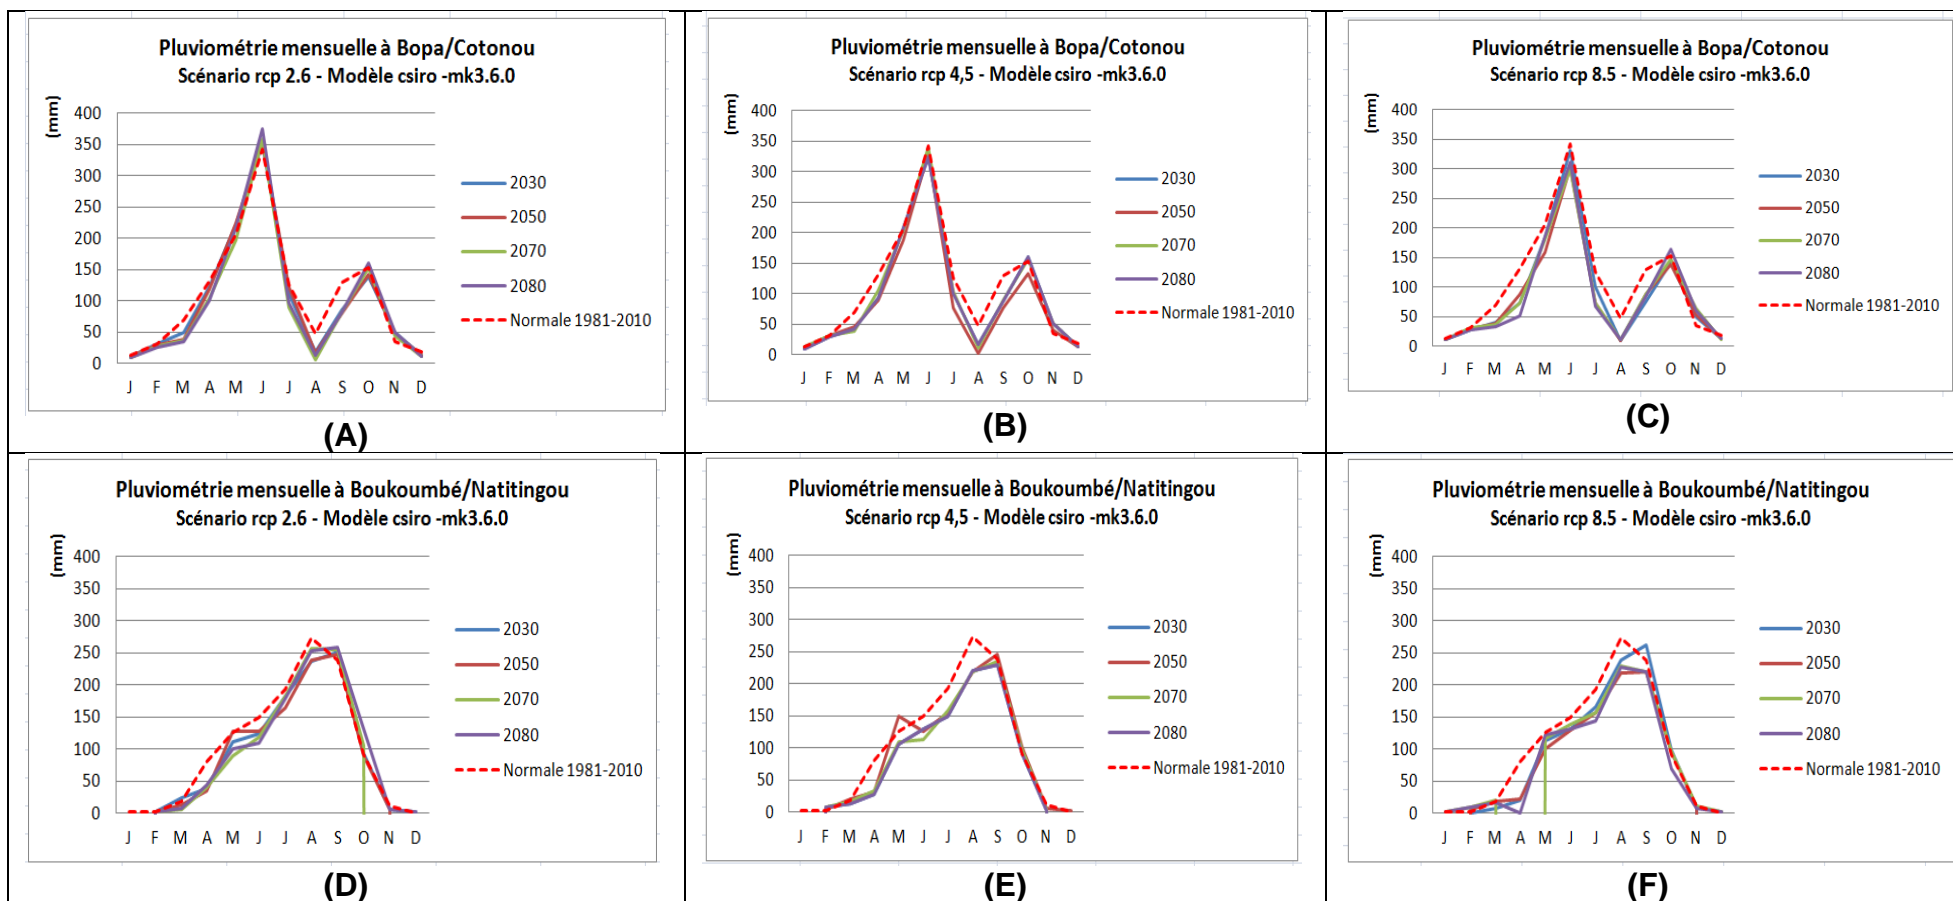 Pluviométrie mensuelle à Bopa/Cotonou
Scénario rcp 2.6 - Modèle csiro -mk3.6.0
(mm)
400
350
300
250
200
150
100
50
0
J F M A M J J A S O N D
2030
2050
2070
2080
Normale 1981-2010
(A)
Pluviométrie mensuelle à Bopa/Cotonou
Scénario rcp 4,5 - Modèle csiro -mk3.6.0
(mm)
400
350
300
250
200
150
100
50
0
J F M A M J J A S O N D
2030
2050
2070
2080
Normale 1981-2010
(B)
Pluviométrie mensuelle à Bopa/Cotonou
Scénario rcp 8.5 - Modèle csiro -mk3.6.0
(mm)
400
350
300
250
200
150
100
50
0
J F M A M J J A S O N D
2030
2050
2070
2080
Normale 1981-2010
(C)
Pluviométrie mensuelle à Boukoumbé/Natitingou
Scénario rcp 2.6 - Modèle csiro -mk3.6.0
(mm)
400
350
300
250
200
150
100
50
0
J F M A M J J A S O N D
2030
2050
2070
2080
Normale 1981-2010
(D)
Pluviométrie mensuelle à Boukoumbé/Natitingou
Scénario rcp 4,5 - Modèle csiro -mk3.6.0
(mm)
400
350
300
250
200
150
100
50
0
J F M A M J J A S O N D
2030
2050
2070
2080
Normale 1981-2010
(E)
Pluviométrie mensuelle à Boukoumbé/Natitingou
Scénario rcp 8.5 - Modèle csiro -mk3.6.0
(mm)
400
350
300
250
200
150
100
50
0
J F M A M J J A S O N D
2030
2050
2070
2080
Normale 1981-2010
(F)